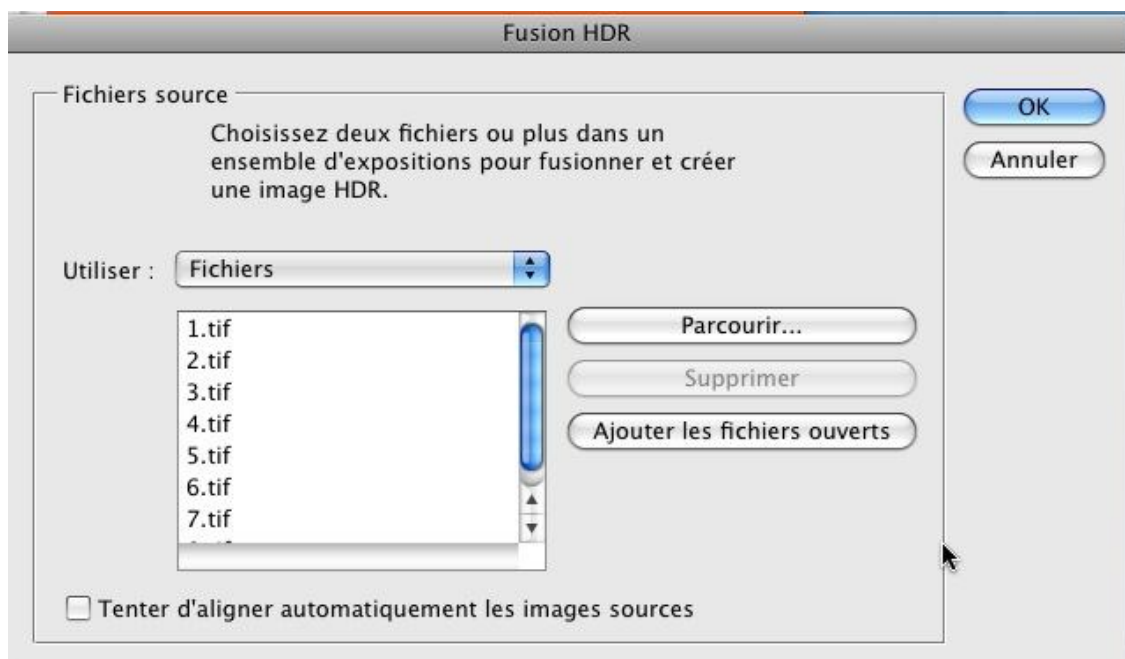 Fusion HDR
Fichiers source
Choisissez deux fichiers ou plus dans un
ensemble d'expositions pour fusionner et créer
une image HDR.
OK
Annuler
Utiliser :
Fichiers
1.tif
2.tif
3.tif
4.tif
5.tif
6.tif
7.tif
Parcourir...
Supprimer
Ajouter les fichiers ouverts
Tenter d'aligner automatiquement les images sources